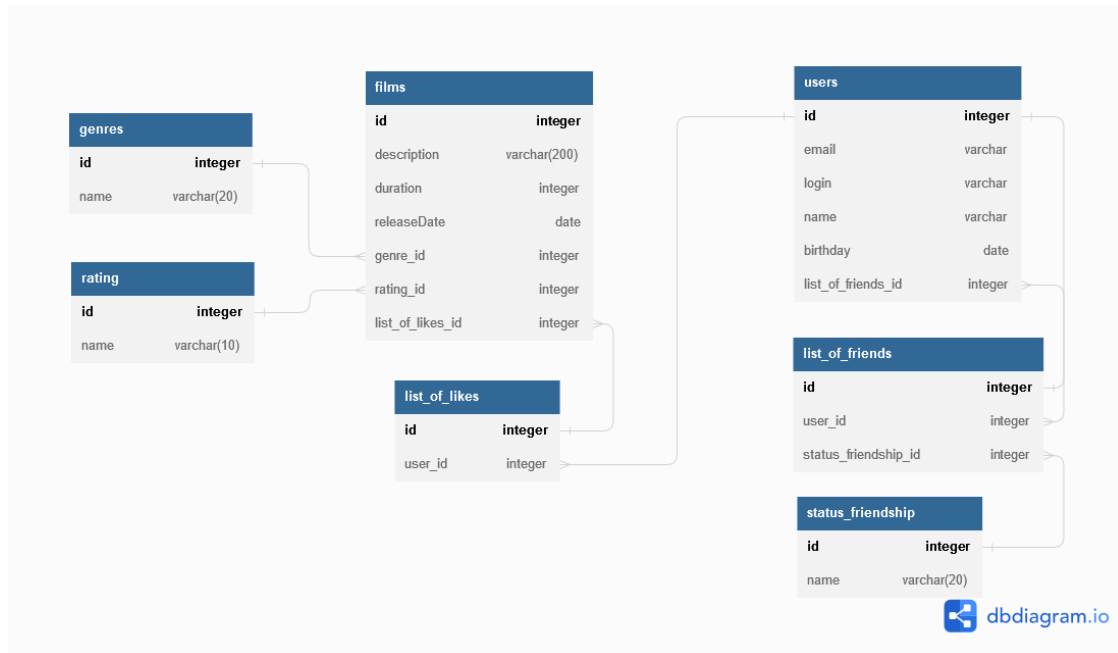 genres
id integer
name varchar(20)
rating
id integer
name varchar(10)
films
id integer
description varchar(200)
duration integer
releaseDate date
genre_id integer
rating_id integer
list_of_likes_id integer
list_of_likes
id integer
user_id integer
users
id integer
email varchar
login varchar
name varchar
birthday date
list_of_friends_id integer
list_of_friends
id integer
user_id integer
status_friendship_id integer
status_friendship
id integer
name varchar(20)
dbdiagram.io